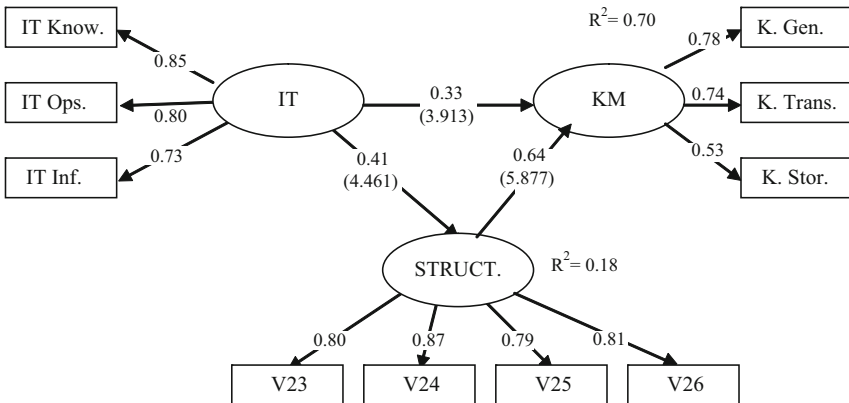 IT Know.
R²= 0.70
K. Gen.
0.85
0.78
IT Ops.
IT
0.33
(3.913)
KM
0.74
K. Trans.
0.80
0.73
0.41
(4.461)
0.64
(5.877)
0.53
IT Inf.
K. Stor.
STRUCT.
R²= 0.18
0.80
0.87
0.79
0.81
V23
V24
V25
V26